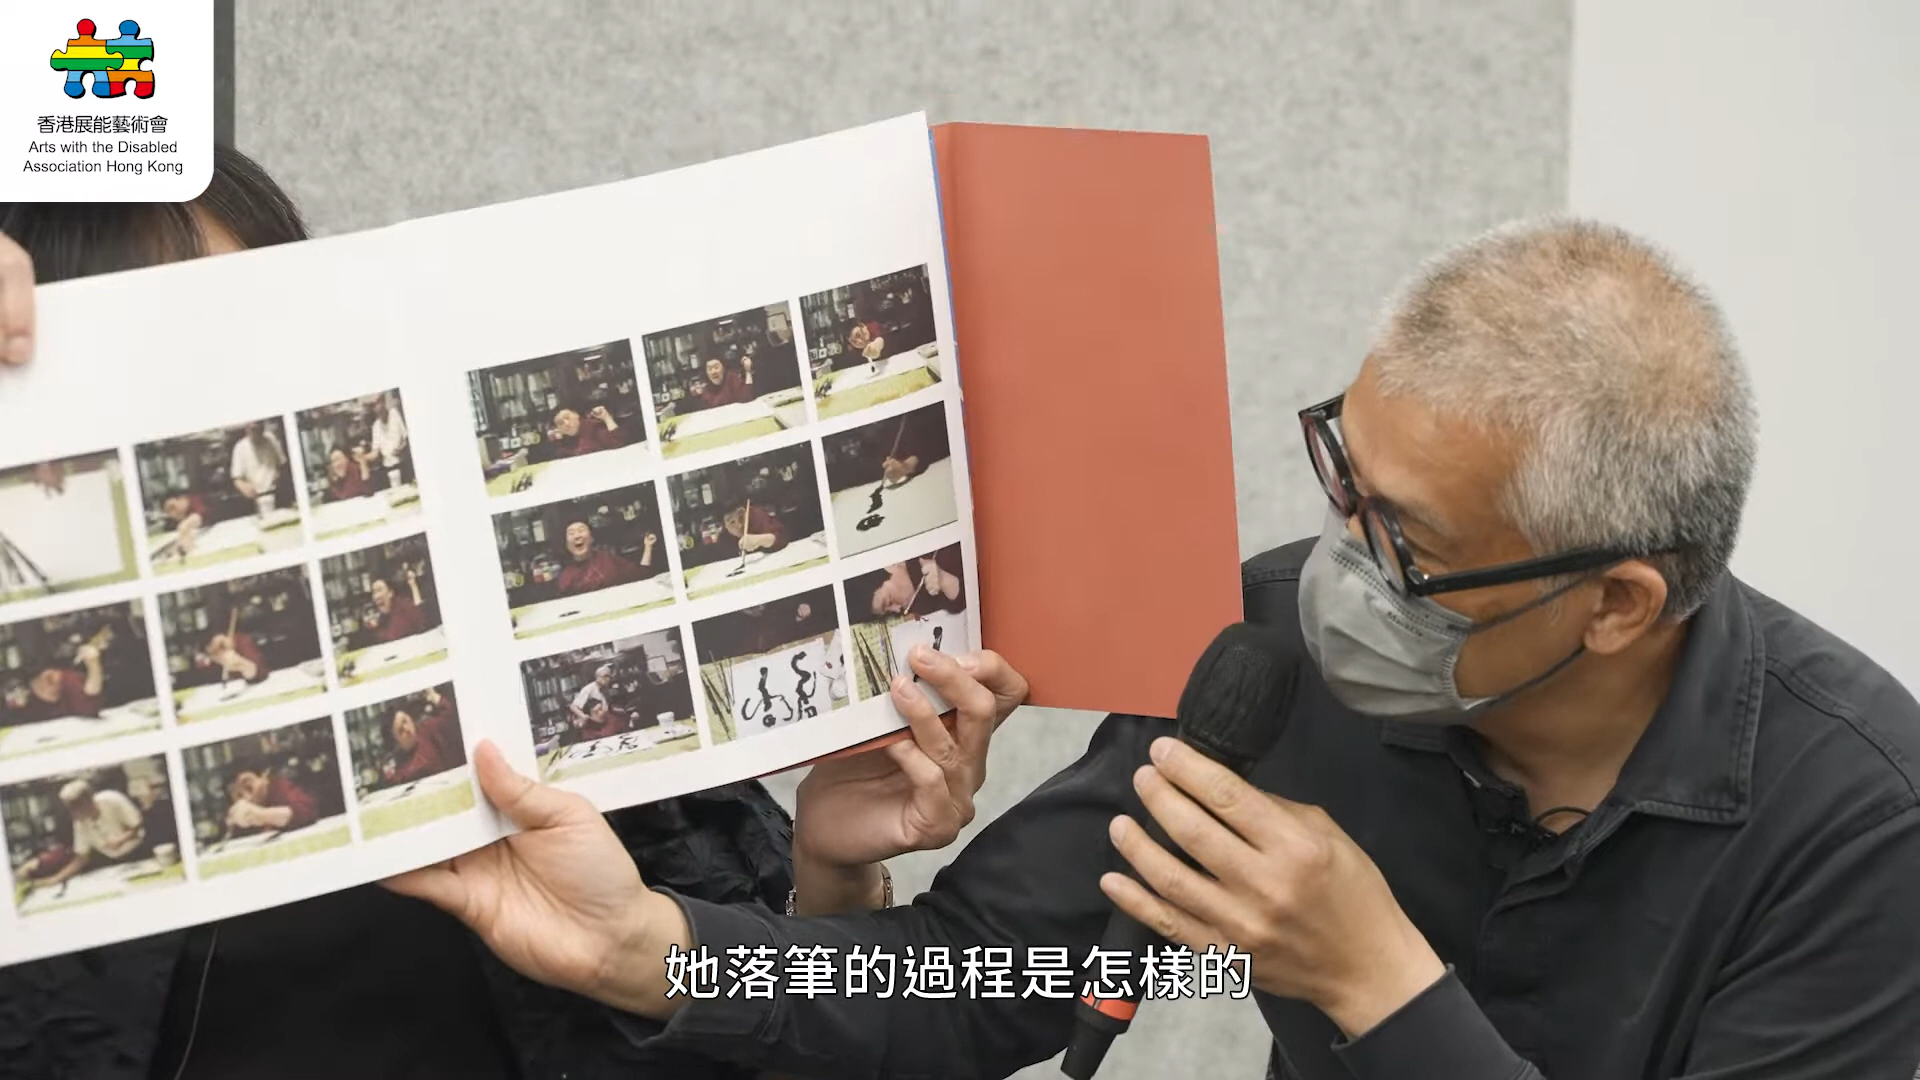 香港展能藝術會
Arts with the Disabled
Association Hong Kong
她落筆的過程是怎樣的